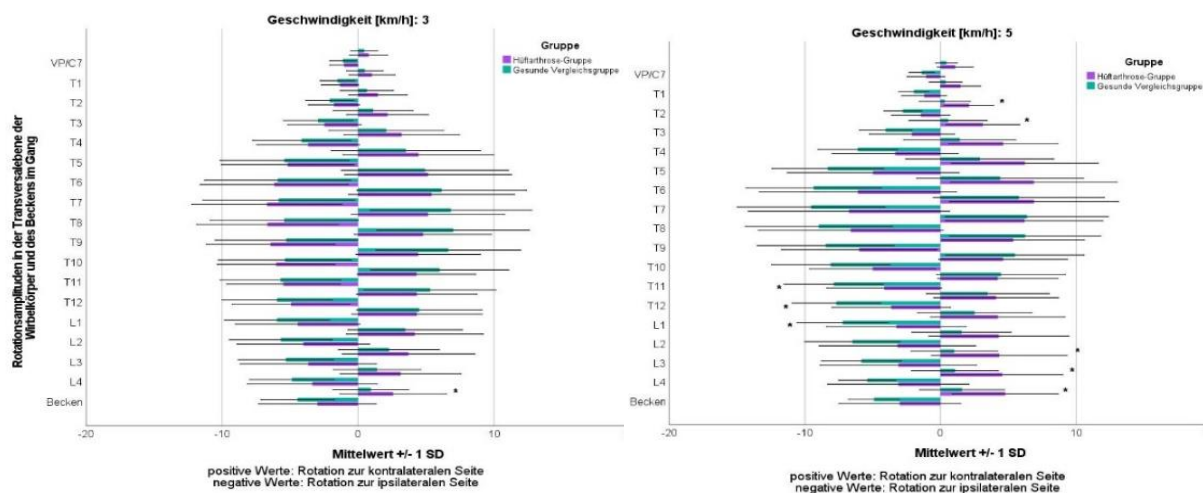 Geschwindigkeit [km/h]: 3
Gruppe
Hüftarthrose-Gruppe
Gesunde Vergleichsgruppe
Rotationsamplituden in der Transversalebene der
Wirbelkörper und des Beckens im Gang
VP/C7
T1
T2
T3
T4
T5
T6
T7
T8
T9
T10
T11
T12
L1
L2
L3
L4
Becken
*
-20
-10
0
10
Mittelwert +/- 1 SD
positive Werte: Rotation zur kontralateralen Seite
negative Werte: Rotation zur ipsilateralen Seite
Geschwindigkeit [km/h]: 5
Gruppe
Hüftarthrose-Gruppe
Gesunde Vergleichsgruppe
VP/C7
T1
*
T2
*
T3
T4
T5
T6
T7
T8
T9
T10
T11 *
T12 *
L1 *
L2
*
L3
*
L4
*
Becken
-20
-10
0
10
Mittelwert +/- 1 SD
positive Werte: Rotation zur kontralateralen Seite
negative Werte: Rotation zur ipsilateralen Seite